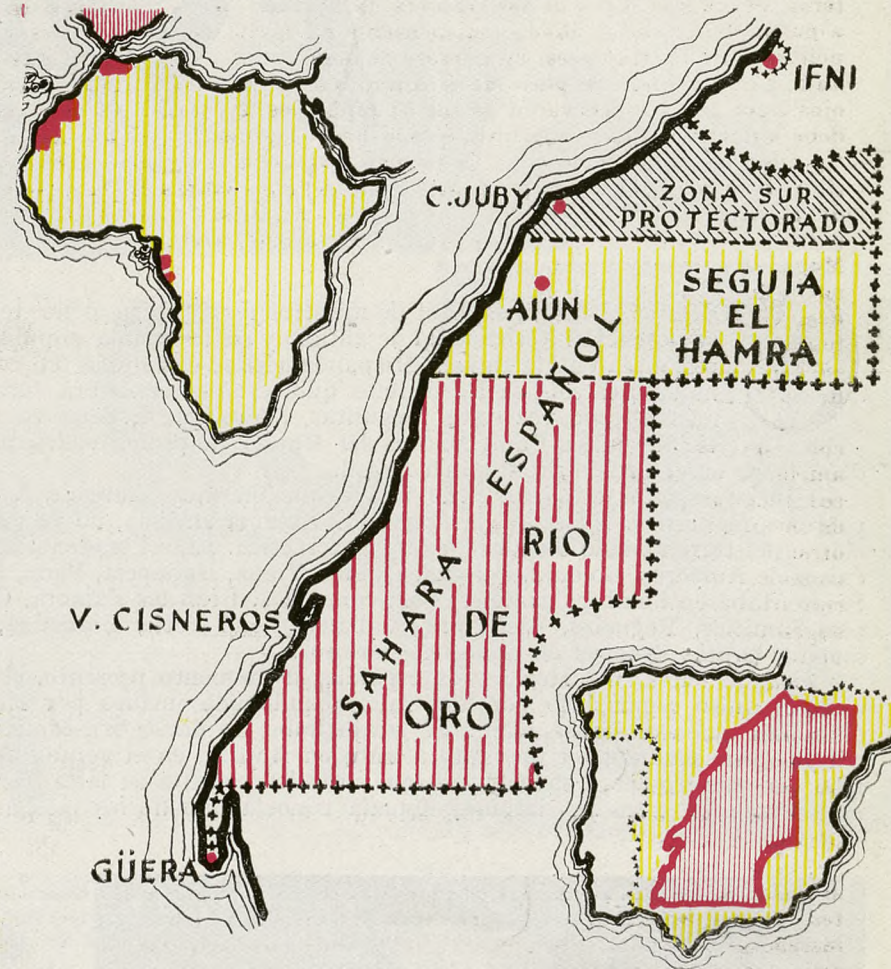 IFNI
C. JUBY
ZONA SUR
PROTECTORADO
SEGUIA
EL
HAMRA
AIUN
SAHARA ESPAÑOL
RIO
DE
ORO
V. CISNEROS
GÜERA